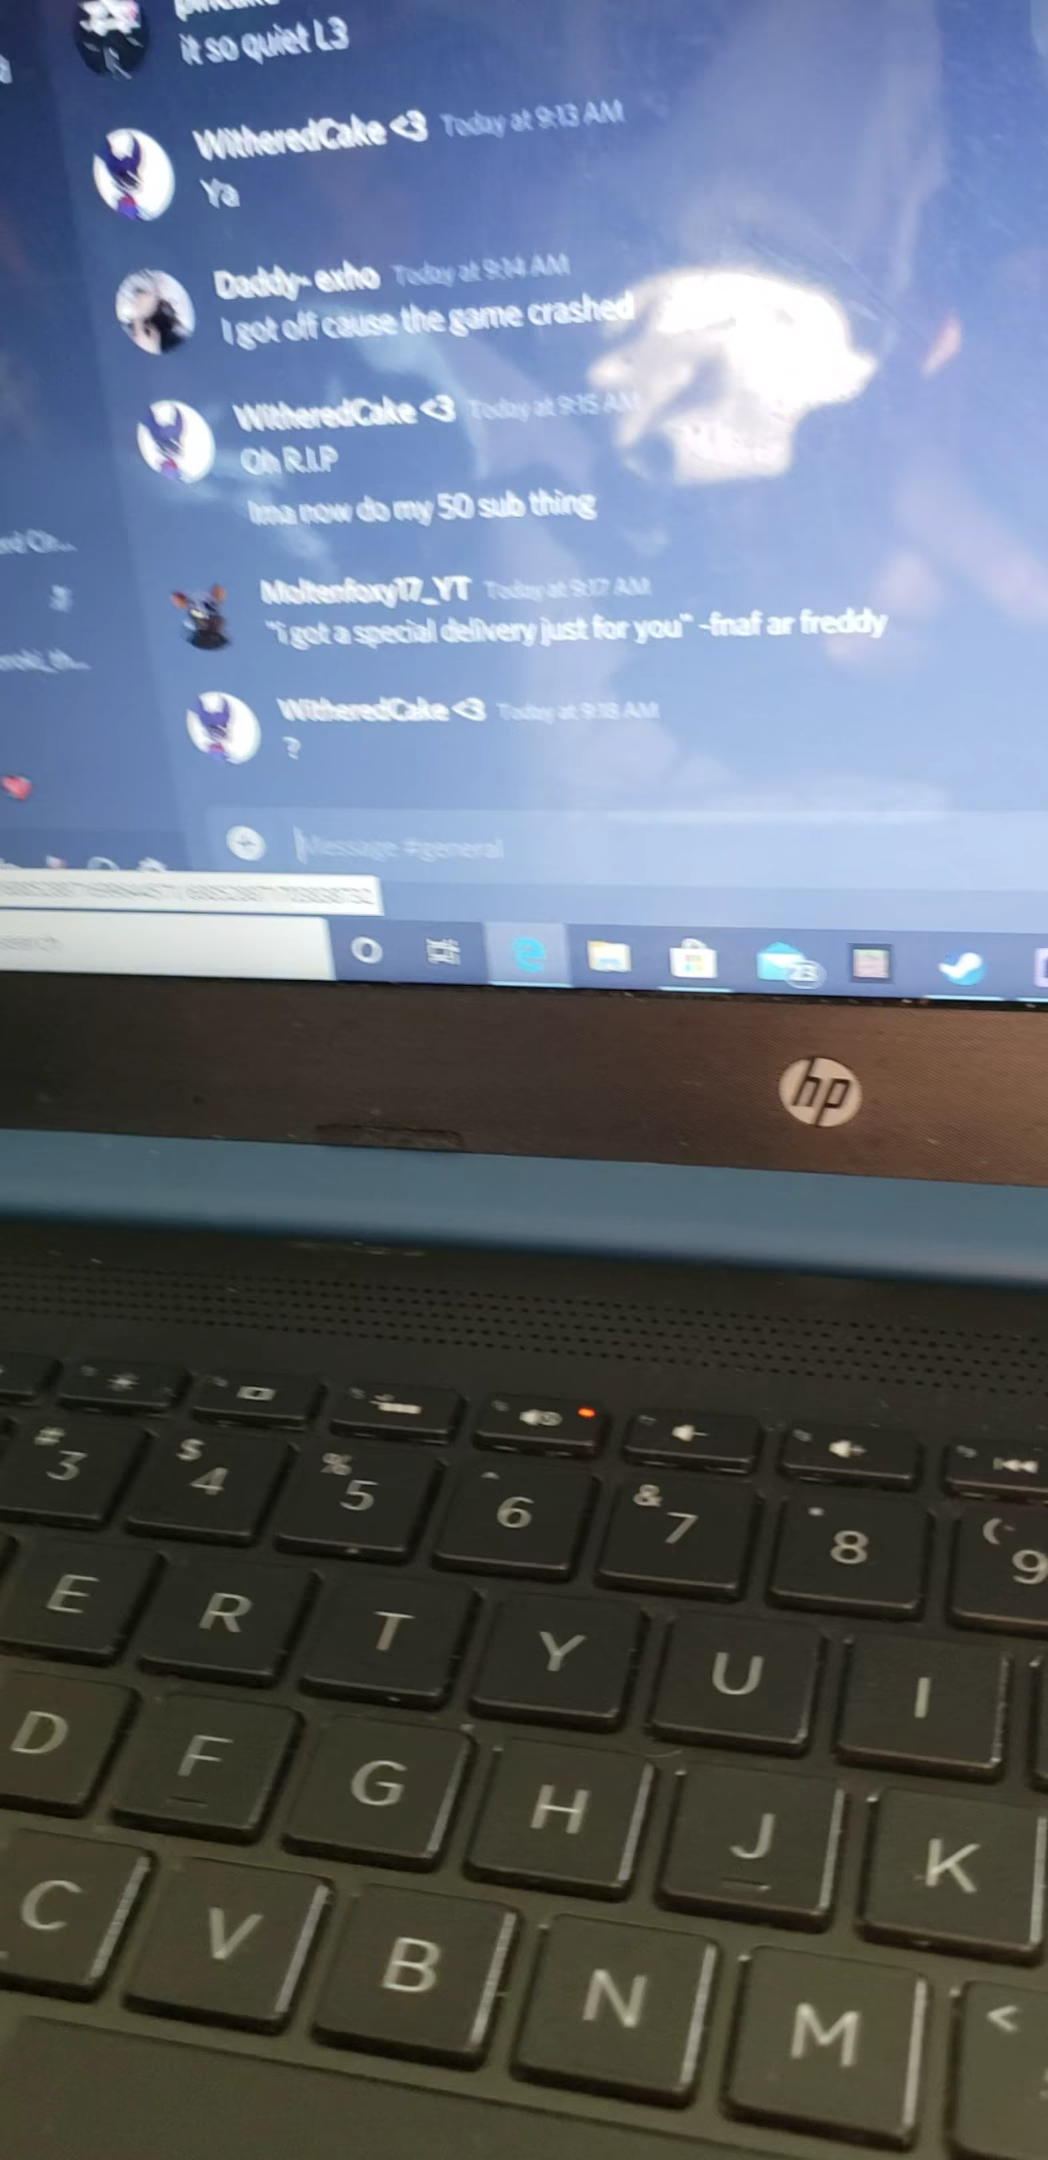 it so quiet L3
WitheredCake <3 Today at 9:13 AM
Ya
Daddy- exho Today at 9:14 AM
I got off cause the game crashed
WitheredCake <3 Today at 9:15 AM
Oh R.I.P
Ima now do my 50 sub thing
Moltenfoxy17_YT Today at 9:17 AM
"i got a special delivery just for you" -fnaf ar freddy
WitheredCake <3 Today at 9:18 AM
?
Message #general
search
23
hp
# 3 $ 4 % 5 ^ 6 & 7 * 8 ( 9
E R T Y U I
D F G H J K
C V B N M <